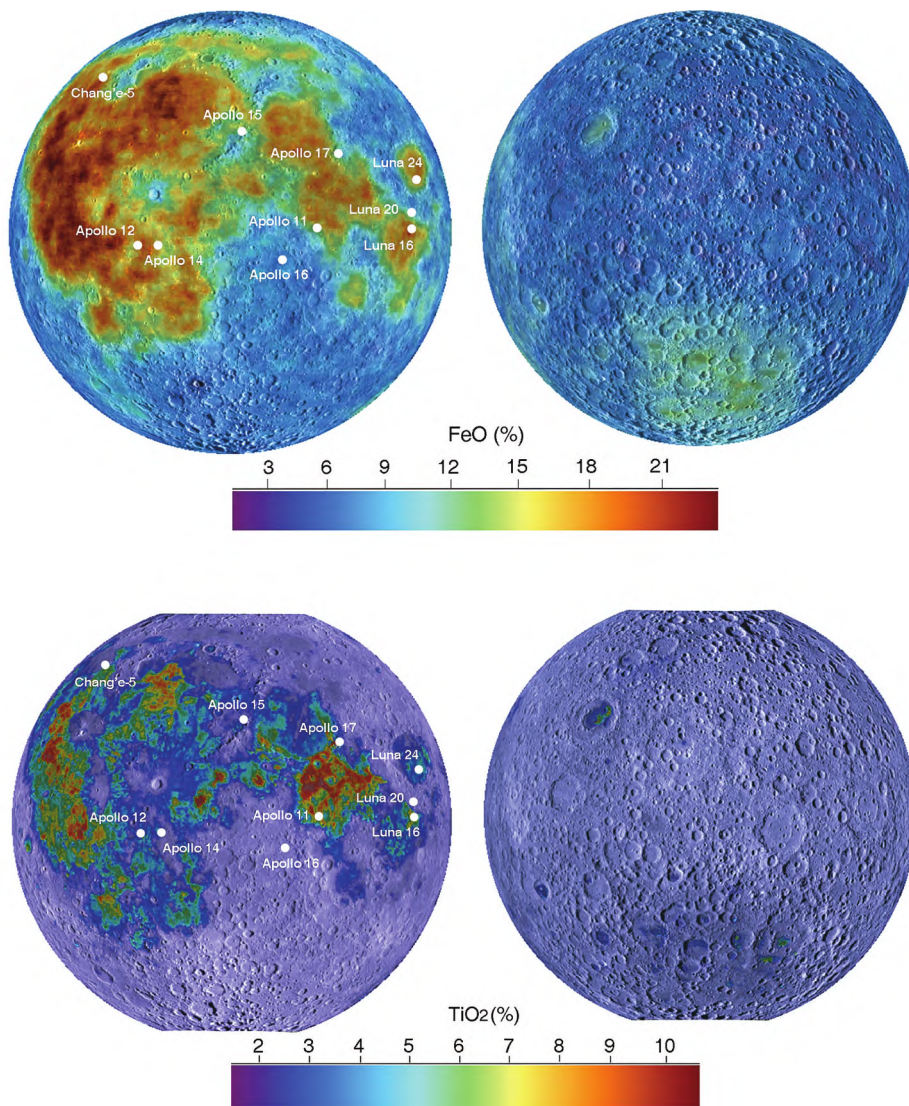 Chang'e-5
Apollo 15
Apollo 17
Luna 24
Luna 20
Apollo 11
Luna 16
Apollo 12
Apollo 14
Apollo 16
FeO (%)
3 6 9 12 15 18 21
Chang'e-5
Apollo 15
Apollo 17
Luna 24
Luna 20
Apollo 12
Apollo 11
Luna 16
Apollo 14
Apollo 16
TiO2(%)
2 3 4 5 6 7 8 9 10